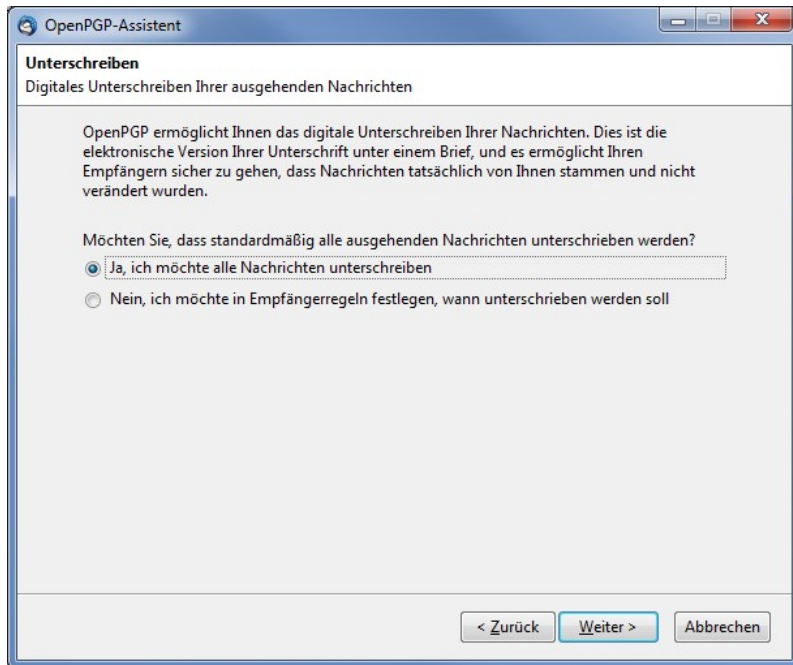 OpenPGP-Assistent
Unterschreiben
Digitales Unterschreiben Ihrer ausgehenden Nachrichten
OpenPGP ermöglicht Ihnen das digitale Unterschreiben Ihrer Nachrichten. Dies ist die
elektronische Version Ihrer Unterschrift unter einem Brief, und es ermöglicht Ihren
Empfängern sicher zu gehen, dass Nachrichten tatsächlich von Ihnen stammen und nicht
verändert wurden.
Möchten Sie, dass standardmäßig alle ausgehenden Nachrichten unterschrieben werden?
Ja, ich möchte alle Nachrichten unterschreiben
Nein, ich möchte in Empfängerregeln festlegen, wann unterschrieben werden soll
< Zurück Weiter > Abbrechen